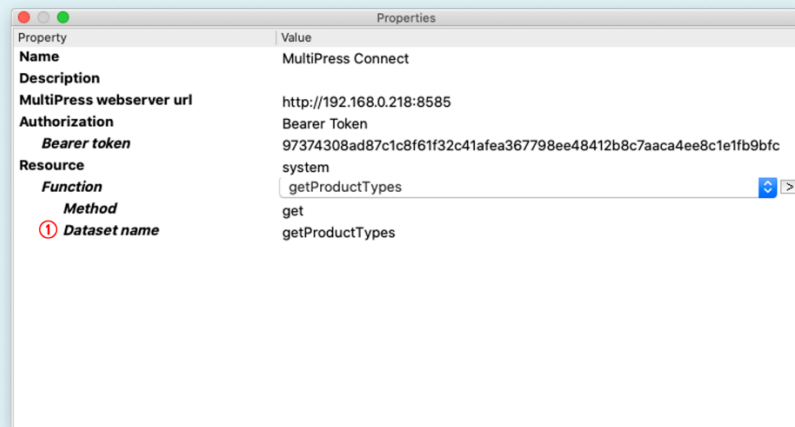 Properties
Property Value
Name MultiPress Connect
Description
MultiPress webserver url http://192.168.0.218:8585
Authorization Bearer Token
Bearer token 97374308ad87c1c8f61f32c41afea367798ee48412b8c7aaca4ee8c1e1fb9bfc
Resource system
Function getProductTypes >
Method get
① Dataset name getProductTypes